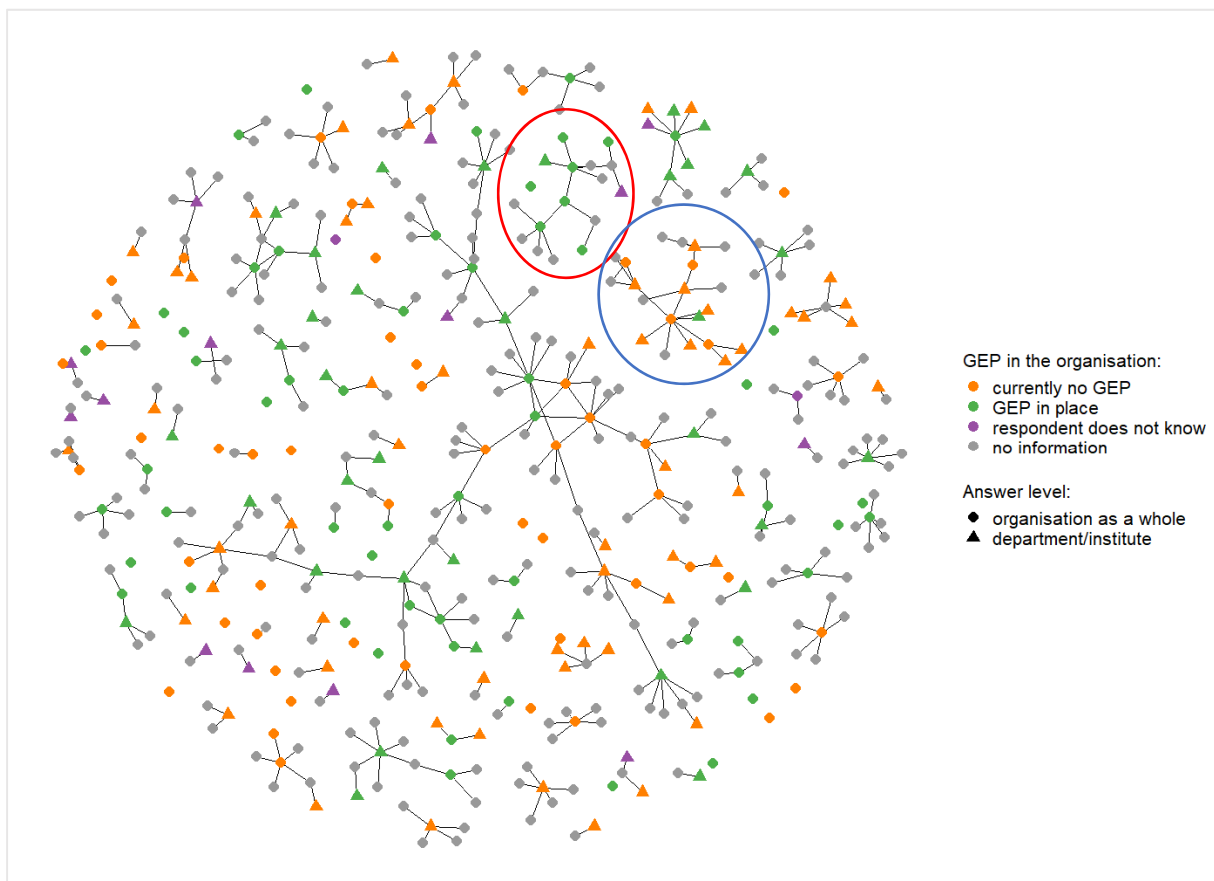 GEP in the organisation:
currently no GEP
GEP in place
respondent does not know
no information
Answer level:
organisation as a whole
department/institute